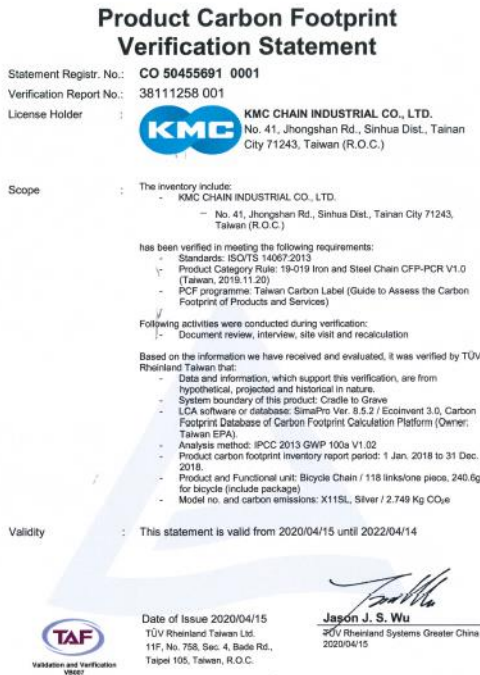 Product Carbon Footprint
Verification Statement
Statement Registr. No.: CO 50455691 0001
Verification Report No.: 38111258 001
License Holder :
KMC
KMC CHAIN INDUSTRIAL CO., LTD.
No. 41, Jhongshan Rd., Sinhua Dist., Tainan
City 71243, Taiwan (R.O.C.)
Scope : The inventory include:
- KMC CHAIN INDUSTRIAL CO., LTD.
- No. 41, Jhongshan Rd., Sinhua Dist., Tainan City 71243,
Taiwan (R.O.C.)
has been verified in meeting the following requirements:
- Standards: ISO/TS 14067:2013
- Product Category Rule: 19-019 Iron and Steel Chain CFP-PCR V1.0
(Taiwan, 2019.11.20)
- PCF programme: Taiwan Carbon Label (Guide to Assess the Carbon
Footprint of Products and Services)
Following activities were conducted during verification:
- Document review, interview, site visit and recalculation
Based on the information we have received and evaluated, it was verified by TÜV
Rheinland Taiwan that:
- Data and information, which support this verification, are from
hypothetical, projected and historical in nature.
- System boundary of this product: Cradle to Grave
- LCA software or database: SimaPro Ver. 8.5.2 / Ecoinvent 3.0, Carbon
Footprint Database of Carbon Footprint Calculation Platform (Owner:
Taiwan EPA).
- Analysis method: IPCC 2013 GWP 100a V1.02
- Product carbon footprint inventory report period: 1 Jan. 2018 to 31 Dec.
2018.
- Product and Functional unit: Bicycle Chain / 118 links/one piece, 240.6g
for bicycle (include package)
- Model no. and carbon emissions: X11SL, Silver / 2.749 Kg CO₂e
Validity : This statement is valid from 2020/04/15 until 2022/04/14
TAF
Validation and Verification
VB007
Date of Issue 2020/04/15
TÜV Rheinland Taiwan Ltd.
11F, No. 758, Sec. 4, Bade Rd.,
Taipei 105, Taiwan, R.O.C.
Jason J. S. Wu
TÜV Rheinland Systems Greater China
2020/04/15